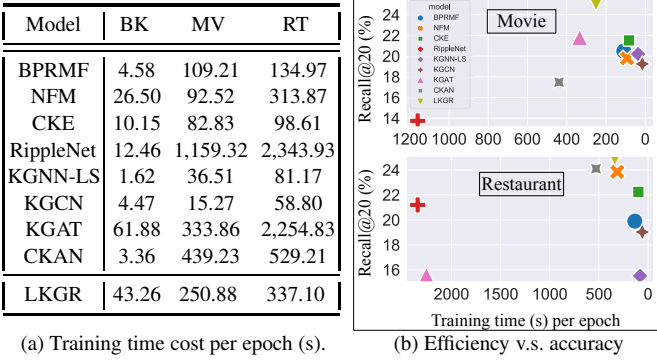 Model BK MV RT
BPRMF 4.58 109.21 134.97
NFM 26.50 92.52 313.87
CKE 10.15 82.83 98.61
RippleNet 12.46 1,159.32 2,343.93
KGNN-LS 1.62 36.51 81.17
KGCN 4.47 15.27 58.80
KGAT 61.88 333.86 2,254.83
CKAN 3.36 439.23 529.21
LKGR 43.26 250.88 337.10
(a) Training time cost per epoch (s).
Recall@20 (%)
24
22
20
18
16
14
model
BPRMF
NFM
CKE
RippleNet
KGNN-LS
KGCN
KGAT
CKAN
LKGR
Movie
1200 1000 800 600 400 200 0
Recall@20 (%)
24
22
20
18
16
Restaurant
2000 1500 1000 500 0
Training time (s) per epoch
(b) Efficiency v.s. accuracy